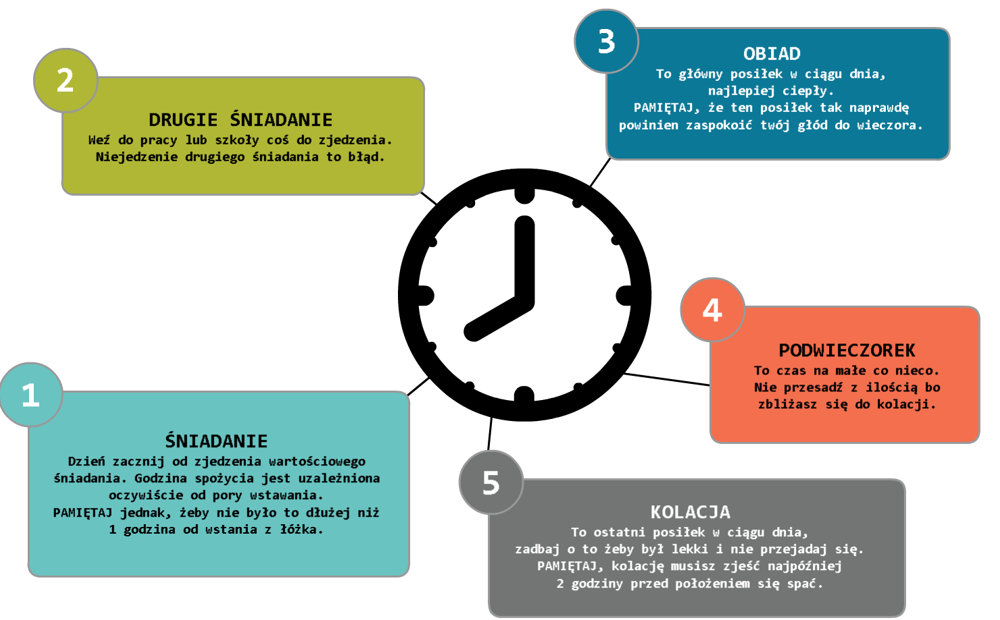 1
ŚNIADANIE
Dzień zacznij od zjedzenia wartościowego
śniadania. Godzina spożycia jest uzależniona
oczywiście od pory wstawania.
PAMIĘTAJ jednak, żeby nie było to dłużej niż
1 godzina od wstania z łóżka.
2
DRUGIE ŚNIADANIE
Weź do pracy lub szkoły coś do zjedzenia.
Niejedzenie drugiego śniadania to błąd.
3
OBIAD
To główny posiłek w ciągu dnia,
najlepiej ciepły.
PAMIĘTAJ, że ten posiłek tak naprawdę
powinien zaspokoić twój głód do wieczora.
4
PODWIECZOREK
To czas na małe co nieco.
Nie przesadź z ilością bo
zbliżasz się do kolacji.
5
KOLACJA
To ostatni posiłek w ciągu dnia,
zadbaj o to żeby był lekki i nie przejadaj się.
PAMIĘTAJ, kolację musisz zjeść najpóźniej
2 godziny przed położeniem się spać.